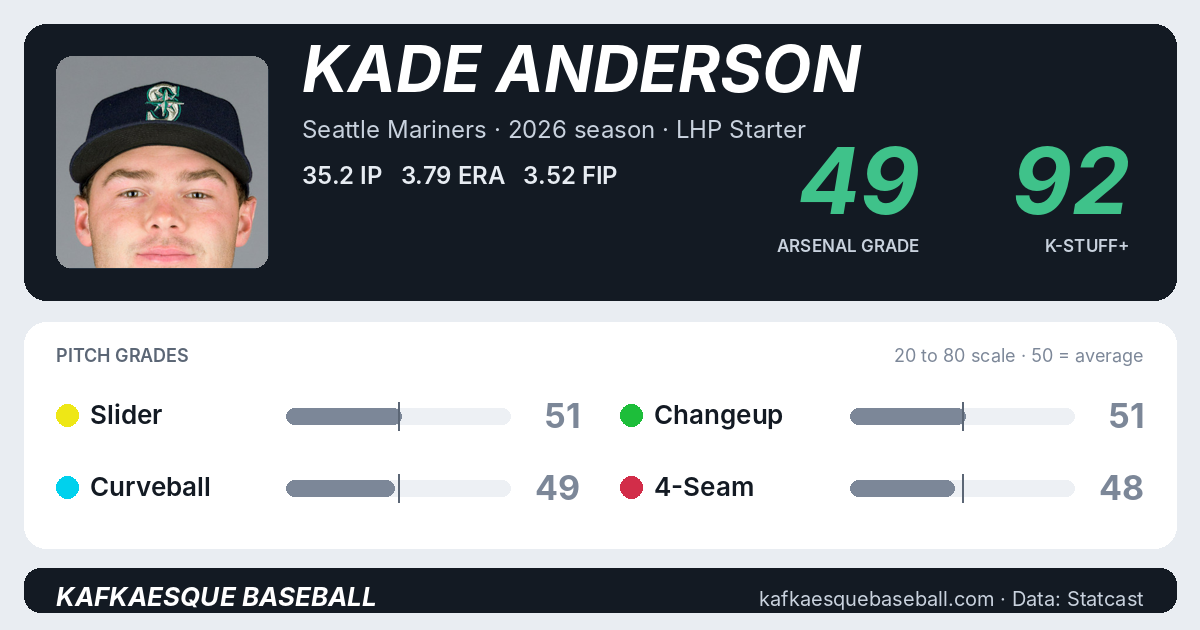 KADE ANDERSON
Seattle Mariners · 2026 season · LHP Starter
35.2 IP 3.79 ERA 3.52 FIP
49 92
ARSENAL GRADE K-STUFF+
S
PITCH GRADES 20 to 80 scale · 50 = average
Slider 51 Changeup 51
Curveball 49 4-Seam 48
KAFKAESQUE BASEBALL kafkaesquebaseball.com · Data: Statcast